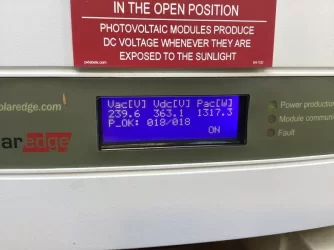 IN THE OPEN POSITION
PHOTOVOLTAIC MODULES PRODUCE
DC VOLTAGE WHENEVER THEY ARE
EXPOSED TO THE SUNLIGHT
olaredge.com
Vac[V] Vdc[V] Pac[W]
239.6 363.1 1317.3
P_OK: 018/018
ON
ar edge
Power production
Module communi
Fault